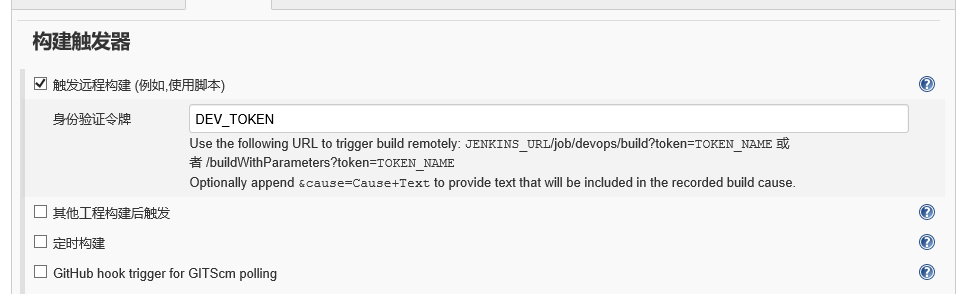 构建触发器
触发远程构建 (例如,使用脚本)
身份验证令牌
DEV_TOKEN
Use the following URL to trigger build remotely: JENKINS_URL/job/devops/build?token=TOKEN_NAME 或
者 /buildWithParameters?token=TOKEN_NAME
Optionally append &cause=Cause+Text to provide text that will be included in the recorded build cause.
其他工程构建后触发
定时构建
GitHub hook trigger for GITScm polling